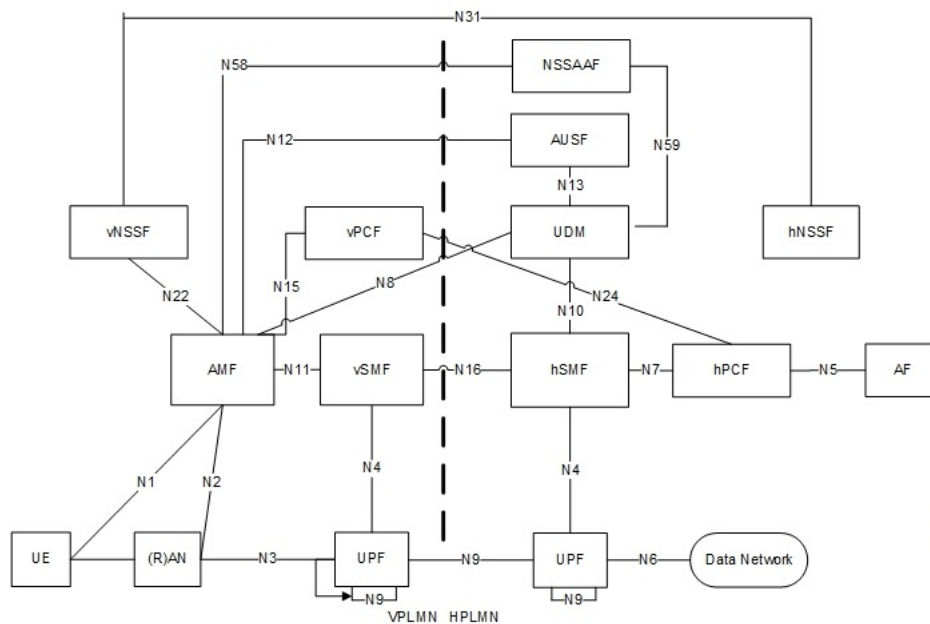 N31
N58
NSSAAF
N12
AUSF
N59
N13
vNSSF
vPCF
UDM
hNSSF
N22
N15
N8
N24
N10
AMF
N11
vSMF
N16
hSMF
N7
hPCF
N5
AF
N1
N2
N4
N4
UE
(R)AN
N3
UPF
N9
UPF
N6
Data Network
N9
N9
VPLMN HPLMN